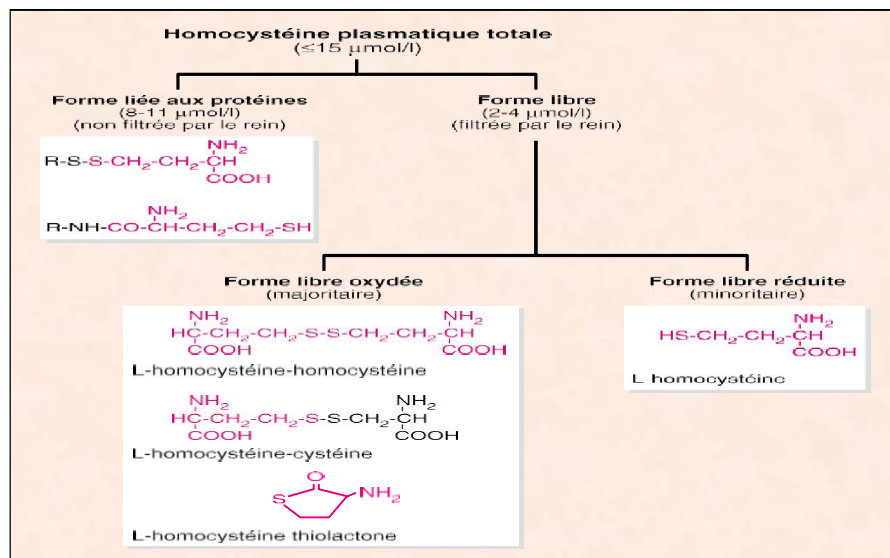 Homocystéine plasmatique totale
(≤15 µmol/l)
Forme liée aux protéines
(8-11 µmol/l)
(non filtrée par le rein)
NH2
R-S-S-CH2-CH2-CH
COOH
NH2
R-NH-CO-CH-CH2-CH2-SH
Forme libre
(2-4 µmol/l)
(filtrée par le rein)
Forme libre oxydée
(majoritaire)
NH2 NH2
HC-CH2-CH2-S-S-CH2-CH2-CH
COOH COOH
L-homocystéine-homocystéine
NH2 NH2
HC-CH2-CH2-S-S-CH2-CH
COOH COOH
L-homocystéine-cystéine
O
S NH2
L-homocystéine thiolactone
Forme libre réduite
(minoritaire)
NH2
HS-CH2-CH2-CH
COOH
L-homocystéine